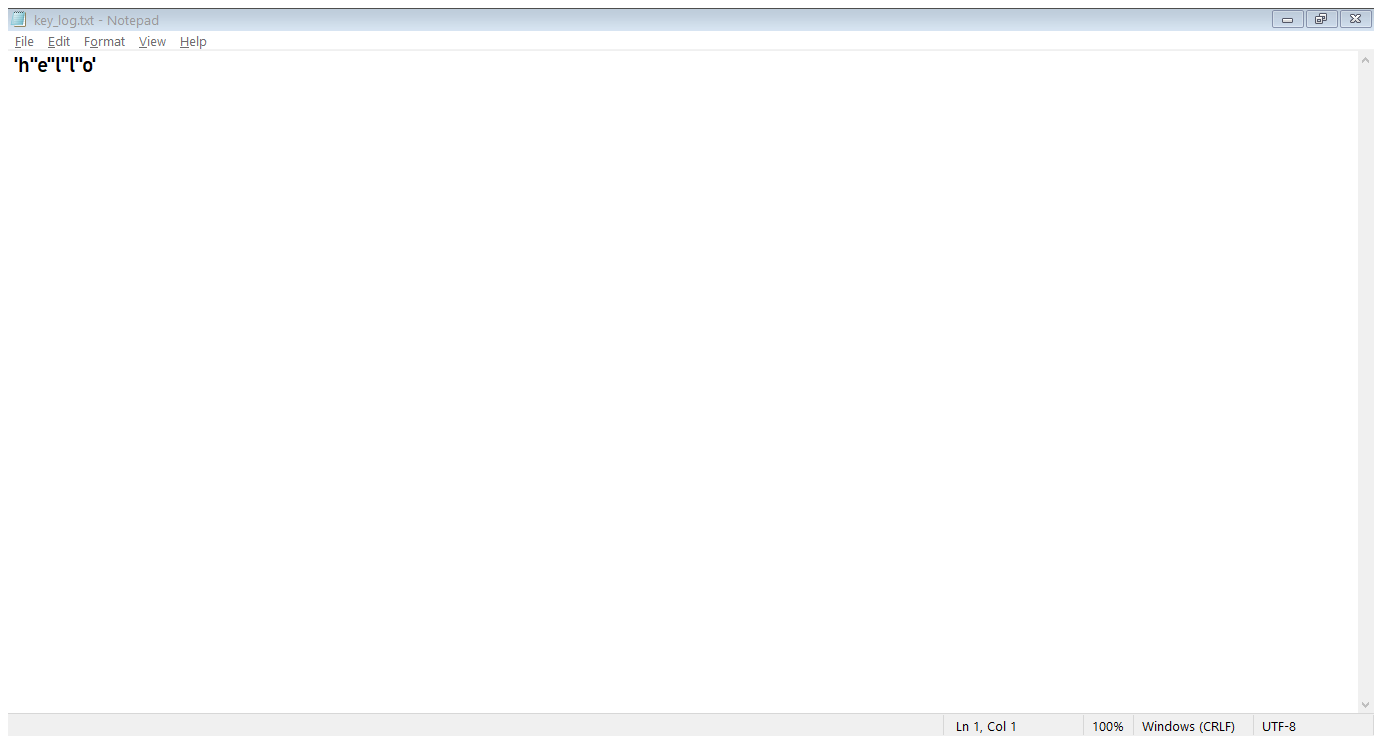 key_log.txt - Notepad
File Edit Format View Help
'h''e''l''l''o'
Ln 1, Col 1 100% Windows (CRLF) UTF-8